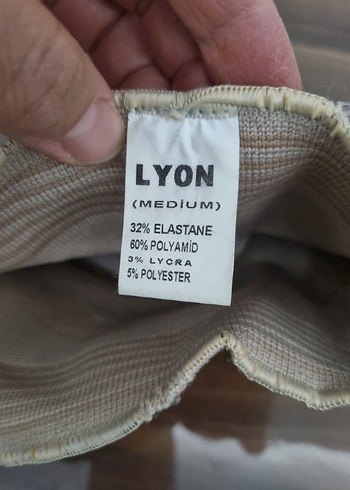 LYON
(MEDİUM)
32% ELASTANE
60% POLYAMİD
3% LYCRA
5% POLYESTER